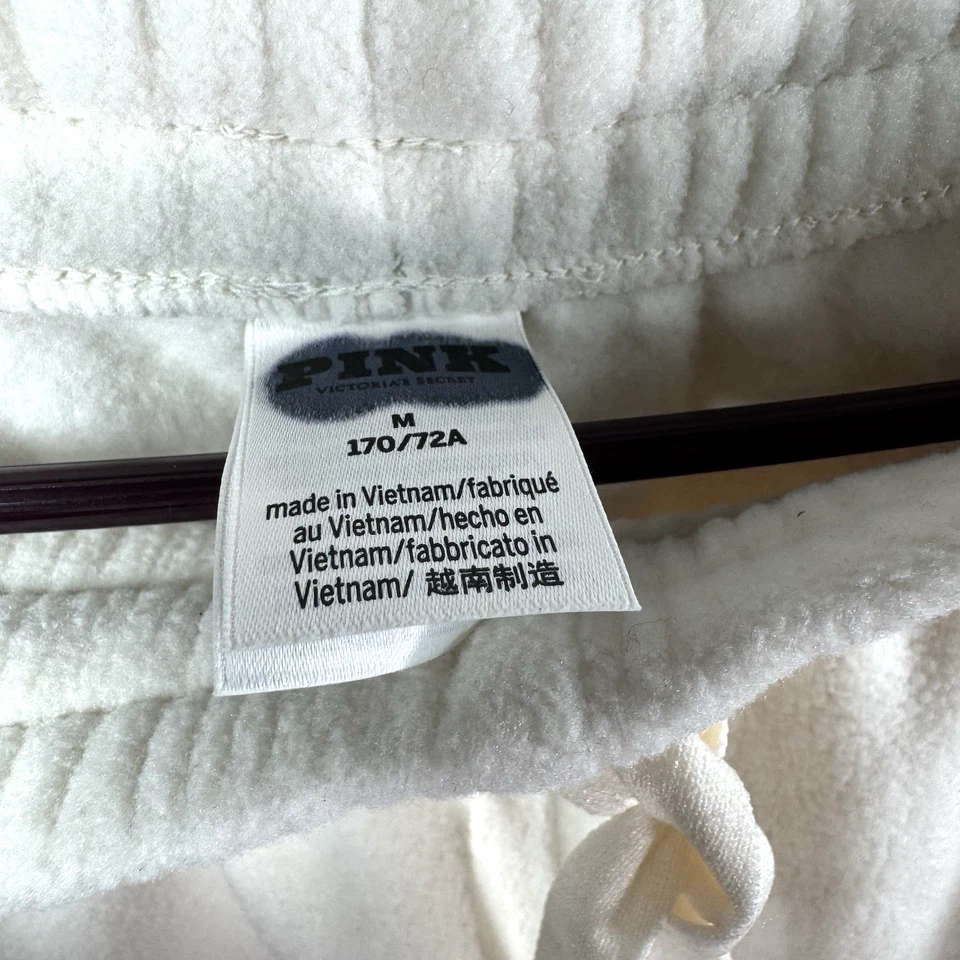 PINK
VICTORIA'S SECRET
M
170/72A
made in Vietnam/fabriqué
au Vietnam/hecho en
Vietnam/fabbricato in
Vietnam/ 越南制造